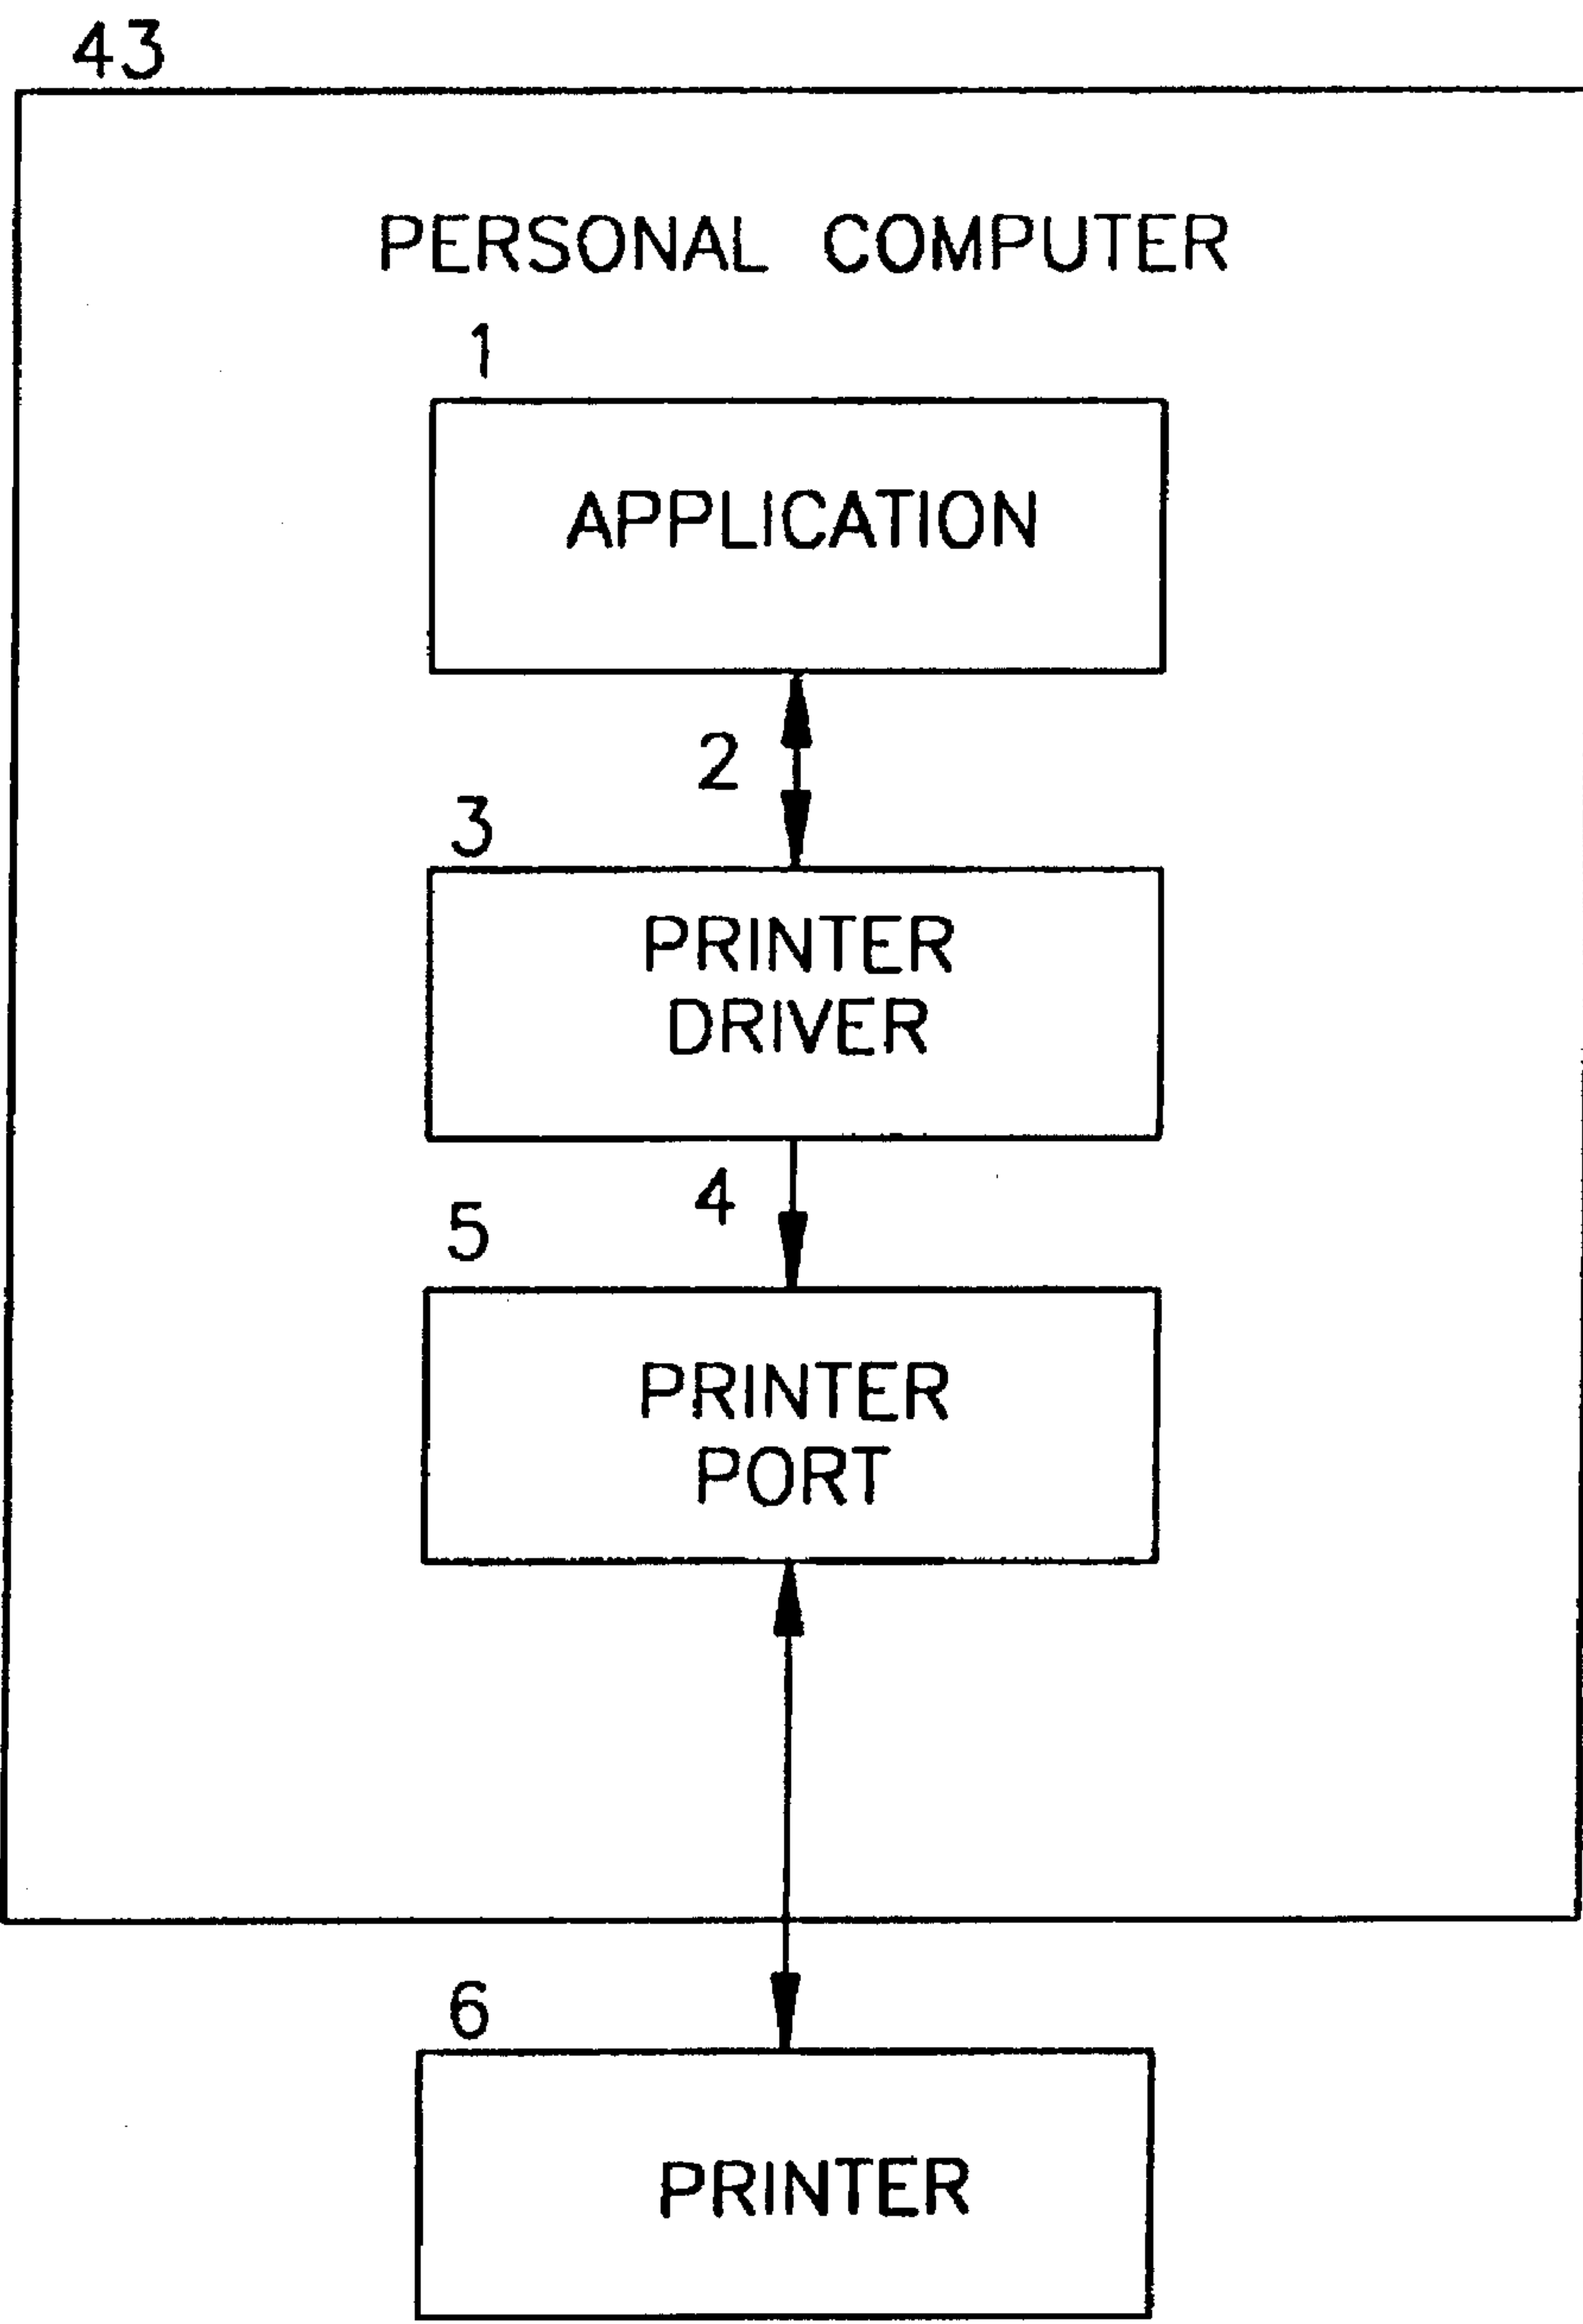 43
PERSONAL COMPUTER
1
APPLICATION
2
3
PRINTER
DRIVER
4
5
PRINTER
PORT
6
PRINTER